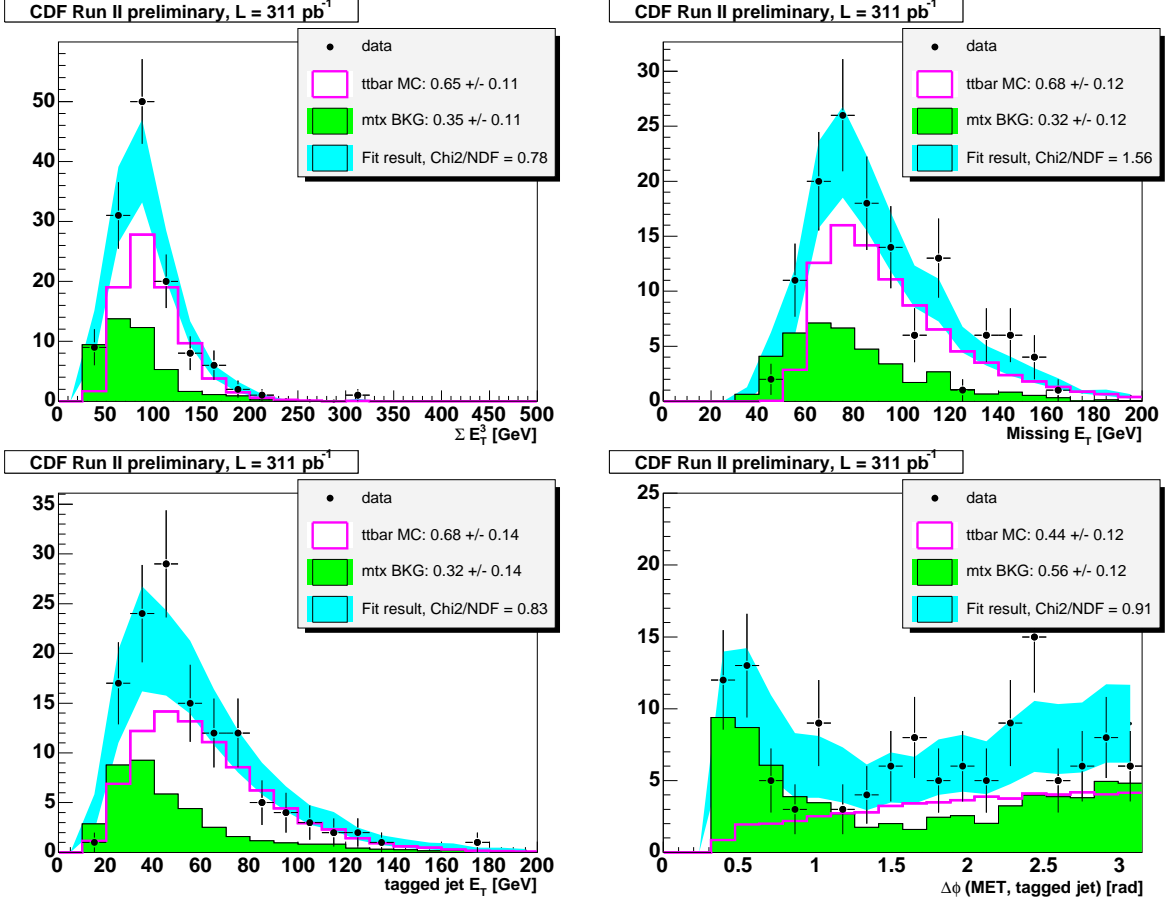 CDF Run II preliminary, L = 311 pb-1
data
ttbar MC: 0.65 +/- 0.11
mtx BKG: 0.35 +/- 0.11
Fit result, Chi2/NDF = 0.78
50
40
30
20
10
0
0 50 100 150 200 250 300 350 400 450 500
Σ E_T^3 [GeV]
CDF Run II preliminary, L = 311 pb-1
data
ttbar MC: 0.68 +/- 0.12
mtx BKG: 0.32 +/- 0.12
Fit result, Chi2/NDF = 1.56
30
25
20
15
10
5
0
0 20 40 60 80 100 120 140 160 180 200
Missing E_T [GeV]
CDF Run II preliminary, L = 311 pb-1
data
ttbar MC: 0.68 +/- 0.14
mtx BKG: 0.32 +/- 0.14
Fit result, Chi2/NDF = 0.83
35
30
25
20
15
10
5
0
0 20 40 60 80 100 120 140 160 180 200
tagged jet E_T [GeV]
CDF Run II preliminary, L = 311 pb-1
data
ttbar MC: 0.44 +/- 0.12
mtx BKG: 0.56 +/- 0.12
Fit result, Chi2/NDF = 0.91
25
20
15
10
5
0
0 0.5 1 1.5 2 2.5 3
Δϕ (MET, tagged jet) [rad]